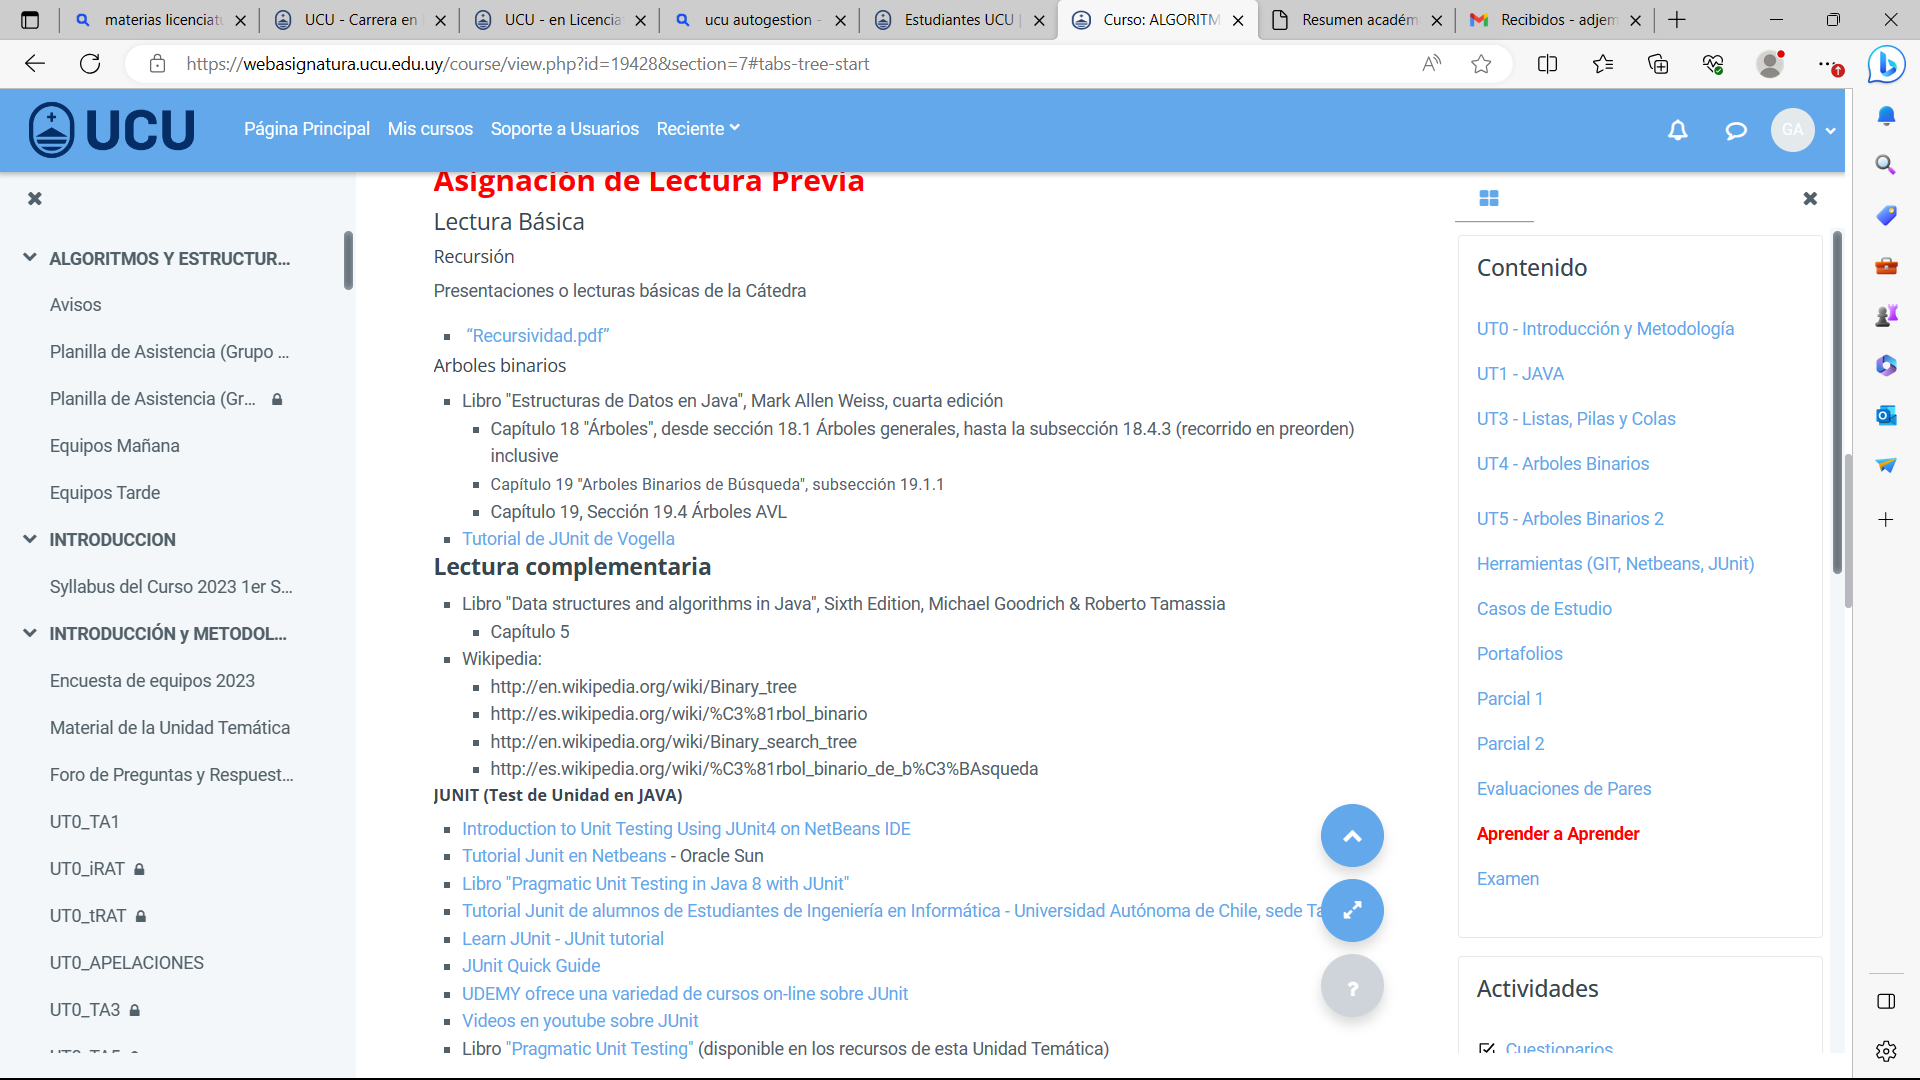 materias licenciatu
UCU - Carrera en
UCU - en Licencia
ucu autogestion -
Estudiantes UCU |
Curso: ALGORITM
Resumen académ
Recibidos - adjem
https://webasignatura.ucu.edu.uy/course/view.php?id=19428&section=7#tabs-tree-start
UCU
Página Principal
Mis cursos
Soporte a Usuarios
Reciente
GA
ALGORITMOS Y ESTRUCTUR...
Avisos
Planilla de Asistencia (Grupo ...
Planilla de Asistencia (Gr...
Equipos Mañana
Equipos Tarde
INTRODUCCION
Syllabus del Curso 2023 1er S...
INTRODUCCIÓN y METODOL...
Encuesta de equipos 2023
Material de la Unidad Temática
Foro de Preguntas y Respuest...
UT0_TA1
UT0_iRAT
UT0_tRAT
UT0_APELACIONES
UT0_TA3
Asignación de Lectura Previa
Lectura Básica
Recursión
Presentaciones o lecturas básicas de la Cátedra
“Recursividad.pdf”
Arboles binarios
Libro "Estructuras de Datos en Java", Mark Allen Weiss, cuarta edición
Capítulo 18 "Árboles", desde sección 18.1 Árboles generales, hasta la subsección 18.4.3 (recorrido en preorden)
inclusive
Capítulo 19 "Arboles Binarios de Búsqueda", subsección 19.1.1
Capítulo 19, Sección 19.4 Árboles AVL
Tutorial de JUnit de Vogella
Lectura complementaria
Libro "Data structures and algorithms in Java", Sixth Edition, Michael Goodrich & Roberto Tamassia
Capítulo 5
Wikipedia:
http://en.wikipedia.org/wiki/Binary_tree
http://es.wikipedia.org/wiki/%C3%81rbol_binario
http://en.wikipedia.org/wiki/Binary_search_tree
http://es.wikipedia.org/wiki/%C3%81rbol_binario_de_b%C3%BAsqueda
JUNIT (Test de Unidad en JAVA)
Introduction to Unit Testing Using JUnit4 on NetBeans IDE
Tutorial Junit en Netbeans - Oracle Sun
Libro "Pragmatic Unit Testing in Java 8 with JUnit"
Tutorial Junit de alumnos de Estudiantes de Ingeniería en Informática - Universidad Autónoma de Chile, sede Ta
Learn JUnit - JUnit tutorial
JUnit Quick Guide
UDEMY ofrece una variedad de cursos on-line sobre JUnit
Videos en youtube sobre JUnit
Libro "Pragmatic Unit Testing" (disponible en los recursos de esta Unidad Temática)
?
Contenido
UT0 - Introducción y Metodología
UT1 - JAVA
UT3 - Listas, Pilas y Colas
UT4 - Arboles Binarios
UT5 - Arboles Binarios 2
Herramientas (GIT, Netbeans, JUnit)
Casos de Estudio
Portafolios
Parcial 1
Parcial 2
Evaluaciones de Pares
Aprender a Aprender
Examen
Actividades
Cuestionarios